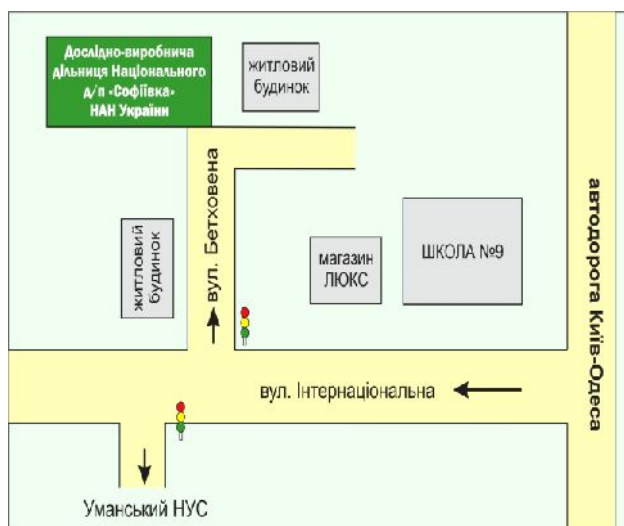 Дослідно-виробнича
дільниця Національного
д/п «Софіївка»
НАН України
житловий
будинок
вул. Бетховена
житловий
будинок
магазин
ЛЮКС
ШКОЛА №9
автодорога Київ-Одеса
вул. Інтернаціональна
Уманський НУС